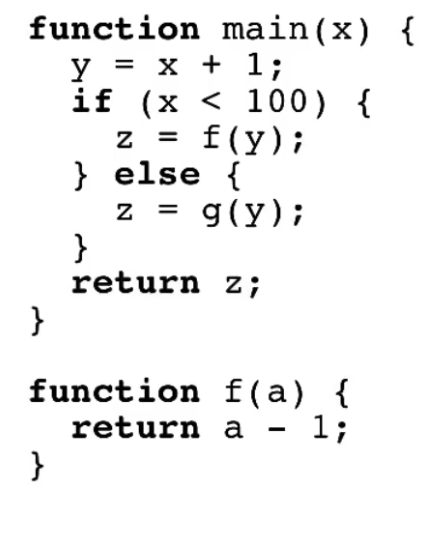 function main(x) {
  y = x + 1;
  if (x < 100) {
    z = f(y);
  } else {
    z = g(y);
  }
  return z;
}

function f(a) {
  return a - 1;
}